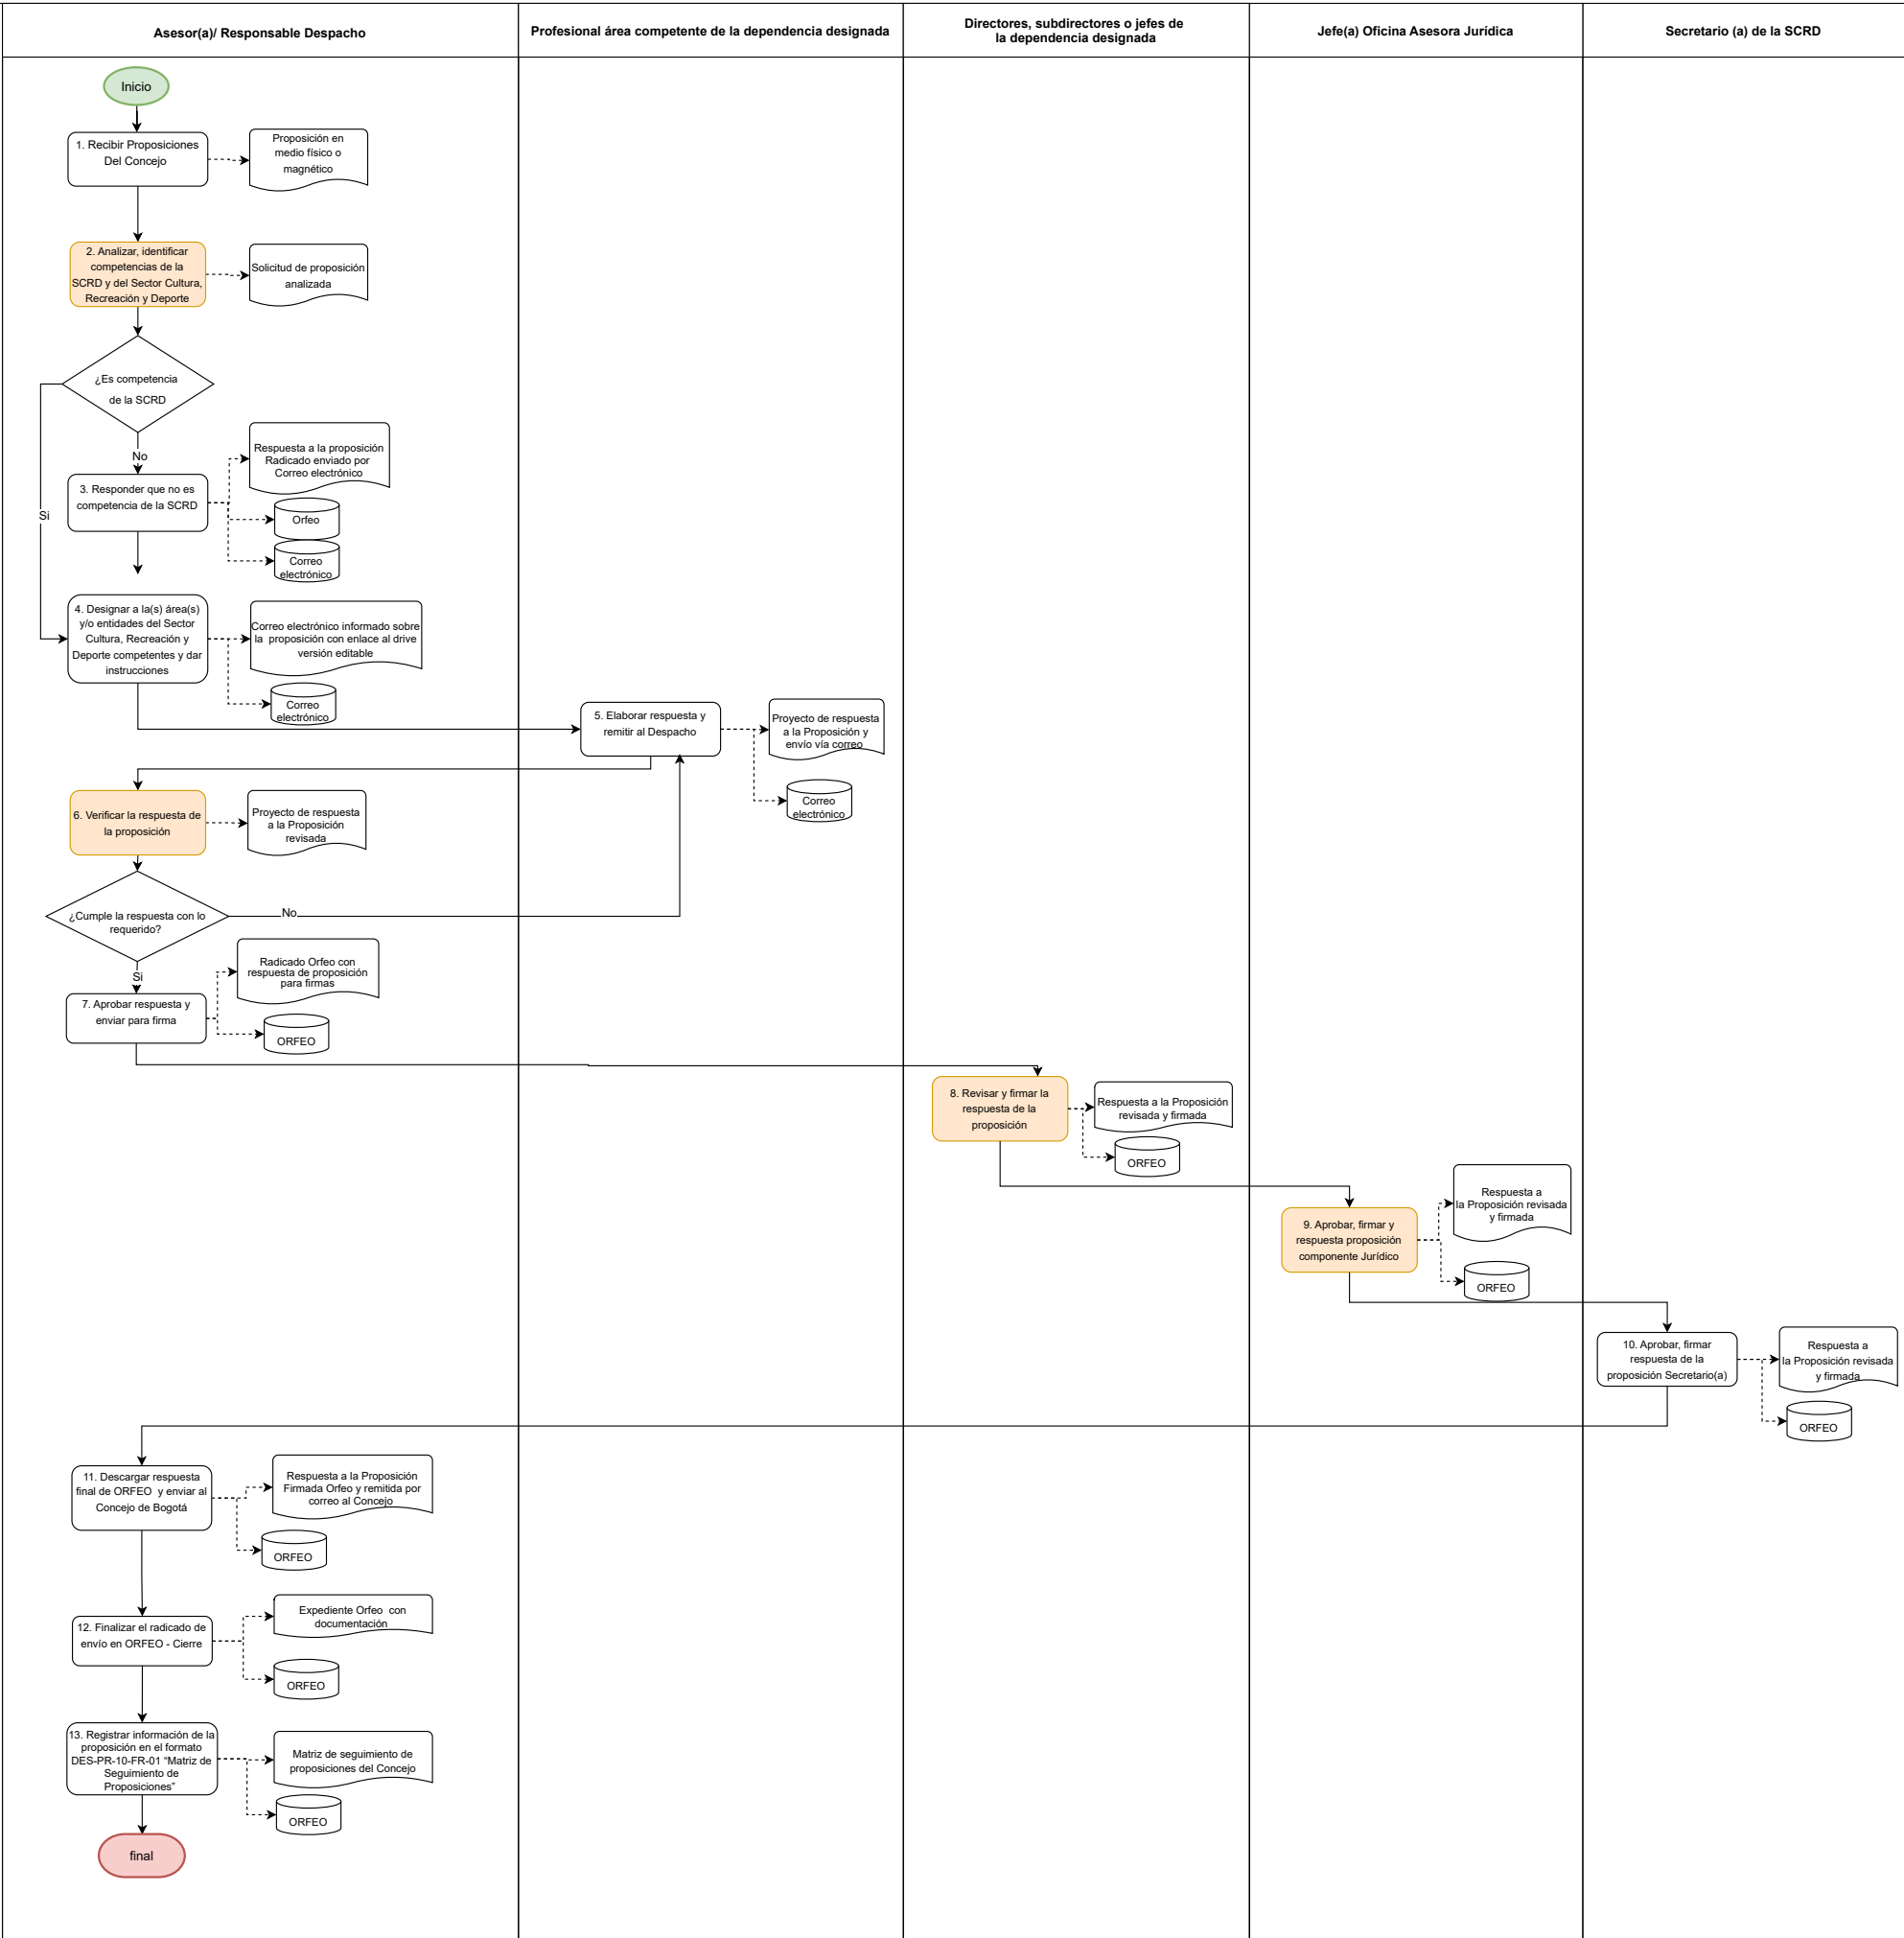 Asesor(a)/ Responsable Despacho
Profesional área competente de la dependencia designada
Directores, subdirectores o jefes de
la dependencia designada
Jefe(a) Oficina Asesora Jurídica
Secretario (a) de la SCRD
Inicio
1. Recibir Proposiciones
Del Concejo
Proposición en
medio físico o
magnético
2. Analizar, identificar
competencias de la
SCRD y del Sector Cultura,
Recreación y Deporte
Solicitud de proposición
analizada
¿Es competencia
de la SCRD
No
Si
Respuesta a la proposición
Radicado enviado por
Correo electrónico
3. Responder que no es
competencia de la SCRD
Orfeo
Correo
electrónico
4. Designar a la(s) área(s)
y/o entidades del Sector
Cultura, Recreación y
Deporte competentes y dar
instrucciones
Correo electrónico informado sobre
la  proposición con enlace al drive
versión editable
Correo
electrónico
5. Elaborar respuesta y
remitir al Despacho
Proyecto de respuesta
a la Proposición y
envío vía correo
Correo
electrónico
6. Verificar la respuesta de
la proposición
Proyecto de respuesta
a la Proposición
revisada
¿Cumple la respuesta con lo
requerido?
No
Si
Radicado Orfeo con
respuesta de proposición
para firmas
7. Aprobar respuesta y
enviar para firma
ORFEO
8. Revisar y firmar la
respuesta de la
proposición
Respuesta a la Proposición
revisada y firmada
ORFEO
9. Aprobar, firmar y
respuesta proposición
componente Jurídico
Respuesta a
la Proposición revisada
y firmada
ORFEO
10. Aprobar, firmar
respuesta de la
proposición Secretario(a)
Respuesta a
la Proposición revisada
y firmada
ORFEO
11. Descargar respuesta
final de ORFEO  y enviar al
Concejo de Bogotá
Respuesta a la Proposición
Firmada Orfeo y remitida por
correo al Concejo
ORFEO
12. Finalizar el radicado de
envío en ORFEO - Cierre
Expediente Orfeo  con
documentación
ORFEO
13. Registrar información de la
proposición en el formato
DES-PR-10-FR-01 “Matriz de
Seguimiento de
Proposiciones”
Matriz de seguimiento de
proposiciones del Concejo
ORFEO
final